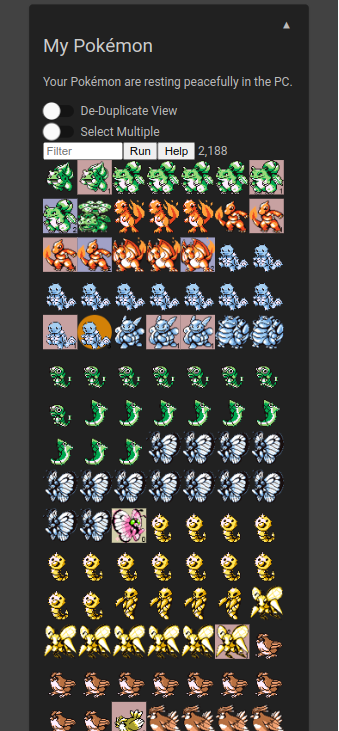 ▲
My Pokémon
Your Pokémon are resting peacefully in the PC.
De-Duplicate View
Select Multiple
Filter Run Help 2,188